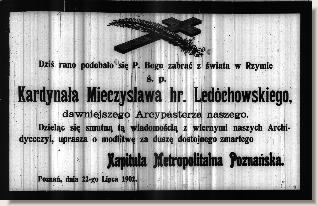 Dziś rano podobało się P. Bogu zabrać z świata w Rzymie
ś. p.
Kardynała Mieczysława hr. Ledóchowskiego,
dawniejszego Arcypasterza naszego.
Dzieląc się smutną tą wiadomością z wiernymi naszych Archi-
dyecezyi, uprasza o modlitwę za duszę dostojnego zmarłego
Kapituła Metropolitalna Poznańska.
Poznań, dnia 22-go Lipca 1902.